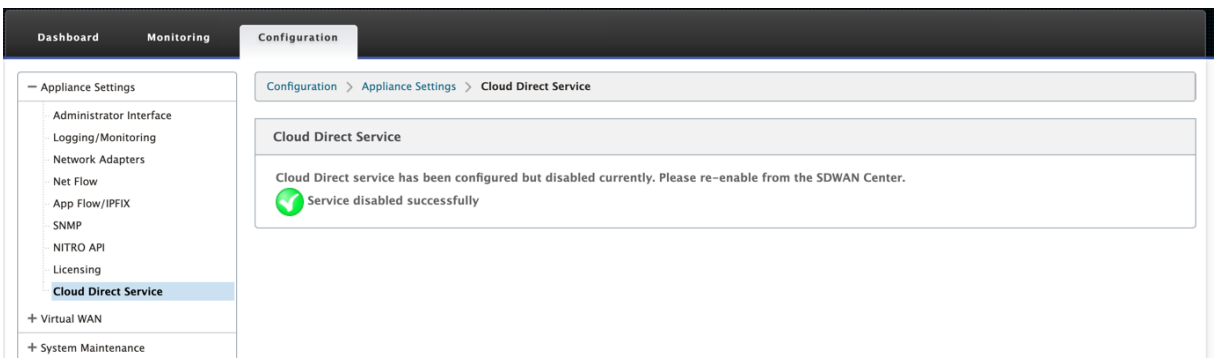 Dashboard Monitoring Configuration
Appliance Settings
Administrator Interface
Logging/Monitoring
Network Adapters
Net Flow
App Flow/IPFIX
SNMP
NITRO API
Licensing
Cloud Direct Service
+ Virtual WAN
+ System Maintenance
Configuration > Appliance Settings > Cloud Direct Service
Cloud Direct Service
Cloud Direct service has been configured but disabled currently. Please re-enable from the SDWAN Center.
Service disabled successfully